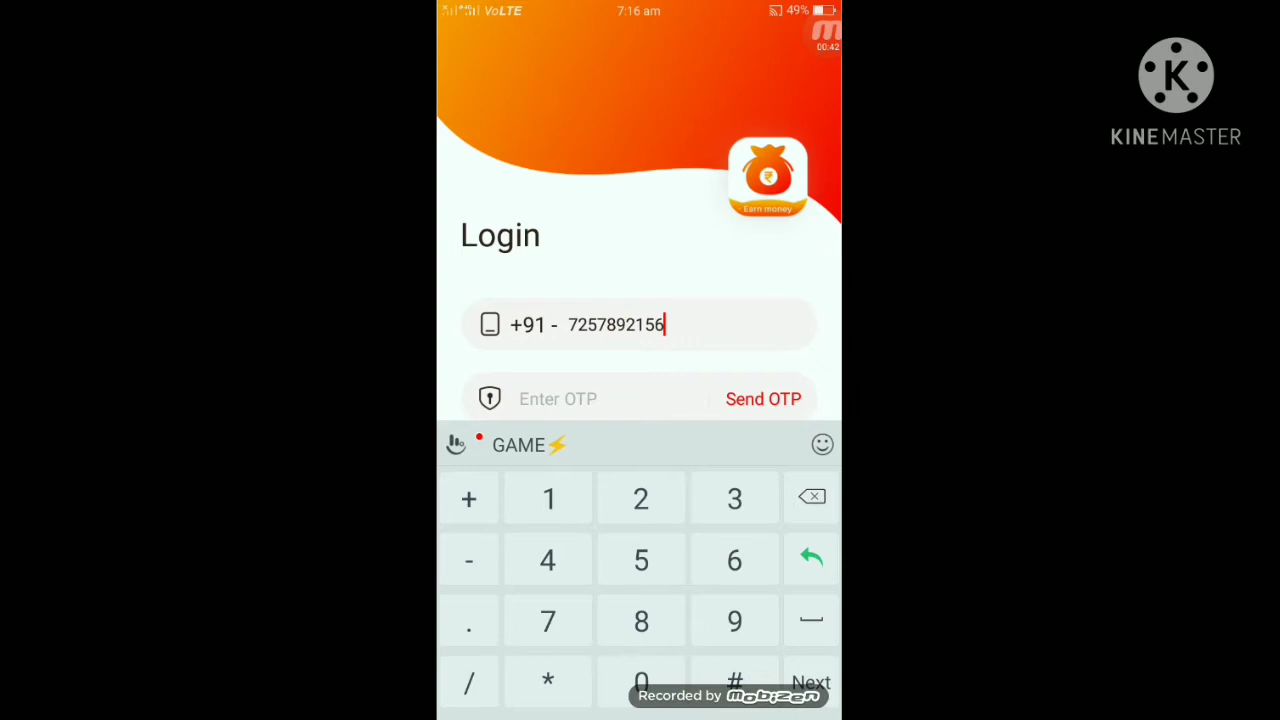 VoLTE 7:16 am 49%
00:42
K
KINEMASTER
₹
Earn money
Login
+91 - 7257892156
Enter OTP Send OTP
GAME⚡
+ 1 2 3
- 4 5 6
. 7 8 9
/ * 0 # Next
Recorded by mobizen